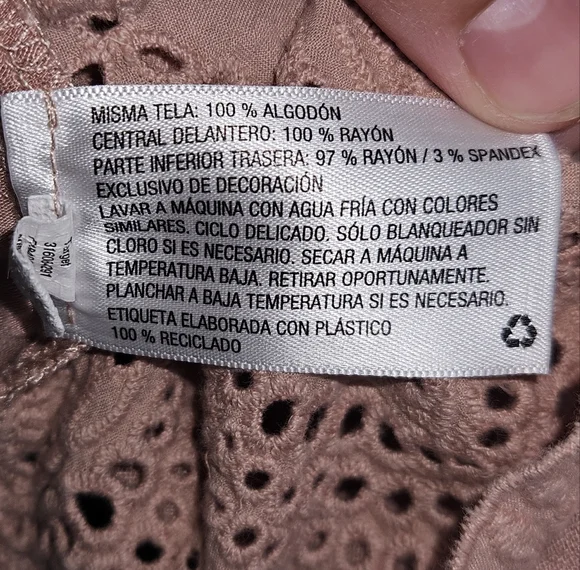 MISMA TELA: 100 % ALGODÓN
CENTRAL DELANTERO: 100 % RAYÓN
PARTE INFERIOR TRASERA: 97 % RAYÓN / 3 % SPANDEX
EXCLUSIVO DE DECORACIÓN
LAVAR A MÁQUINA CON AGUA FRÍA CON COLORES
SIMILARES. CICLO DELICADO. SÓLO BLANQUEADOR SIN
CLORO SI ES NECESARIO. SECAR A MÁQUINA A
TEMPERATURA BAJA. RETIRAR OPORTUNAMENTE.
PLANCHAR A BAJA TEMPERATURA SI ES NECESARIO.
ETIQUETA ELABORADA CON PLÁSTICO
100 % RECICLADO